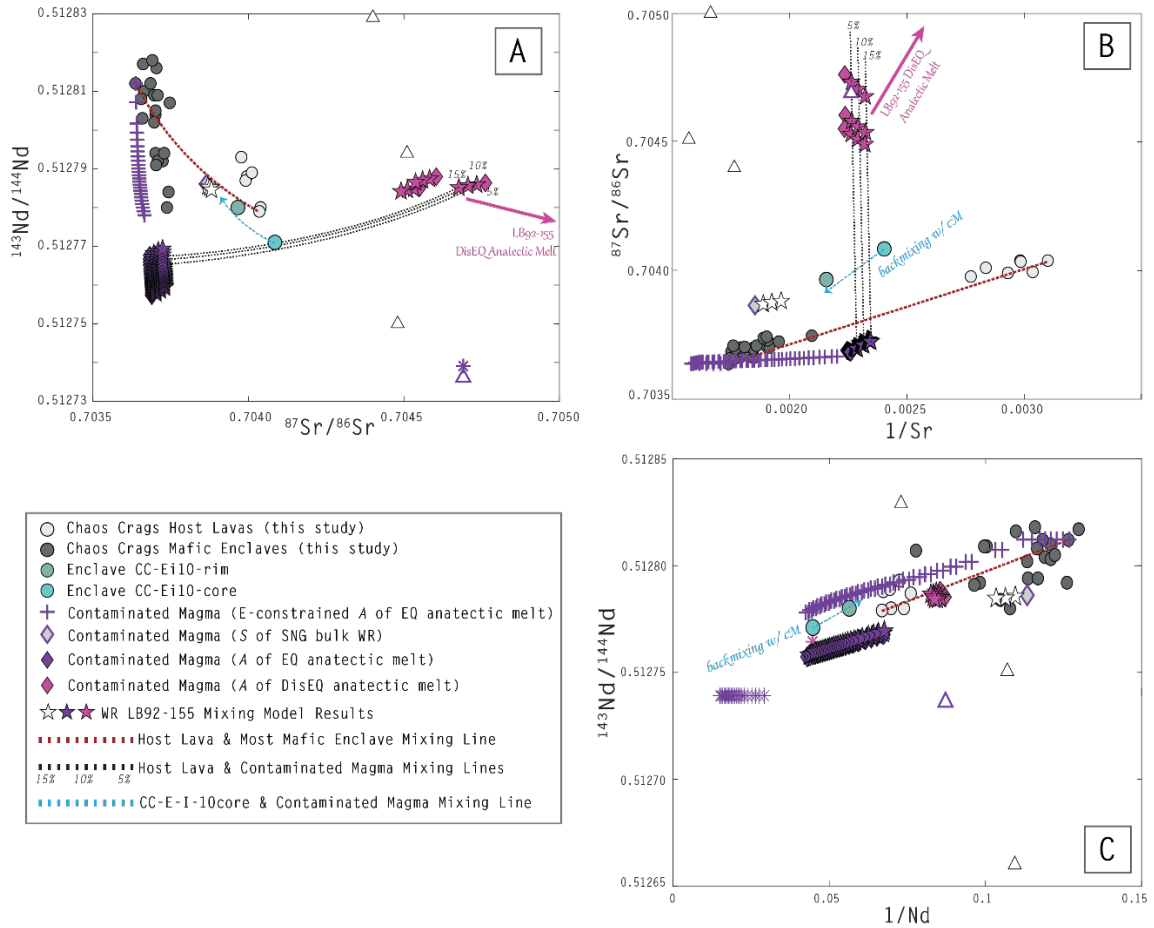 0.51283
0.51281
0.51279
0.51277
0.51275
0.51273
143Nd/144Nd
A
15%
10%
5%
LB92-155
DisEQ Anatectic Melt
0.7035
0.7040
0.7045
0.7050
87Sr/86Sr
0.7050
0.7045
0.7040
0.7035
87Sr/86Sr
B
5%
10%
15%
LB92-155 DisEQ
Anatectic Melt
backmixing w/ cM
0.0020
0.0025
0.0030
1/Sr
Chaos Crags Host Lavas (this study)
Chaos Crags Mafic Enclaves (this study)
Enclave CC-Ei10-rim
Enclave CC-Ei10-core
Contaminated Magma (E-constrained A of EQ anatectic melt)
Contaminated Magma (S of SNG bulk WR)
Contaminated Magma (A of EQ anatectic melt)
Contaminated Magma (A of DisEQ anatectic melt)
WR LB92-155 Mixing Model Results
Host Lava & Most Mafic Enclave Mixing Line
Host Lava & Contaminated Magma Mixing Lines
15% 10% 5%
CC-E-I-10core & Contaminated Magma Mixing Line
0.51285
0.51280
0.51275
0.51270
0.51265
143Nd/144Nd
backmixing w/ cM
C
0.00
0.05
0.10
0.15
1/Nd